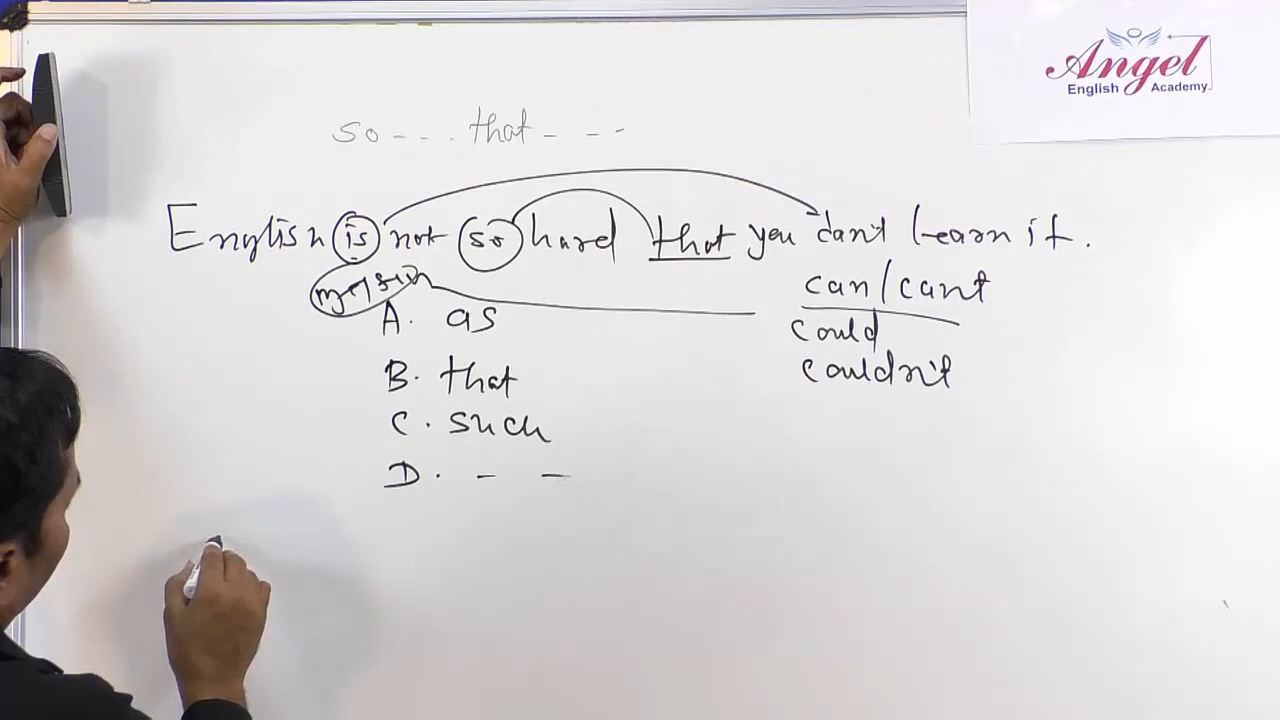 Angel
English Academy
so --- that ---
English is not so hard that you can't learn it.
can/can't
A. as
could
B. that
couldn't
C. such
D. - -